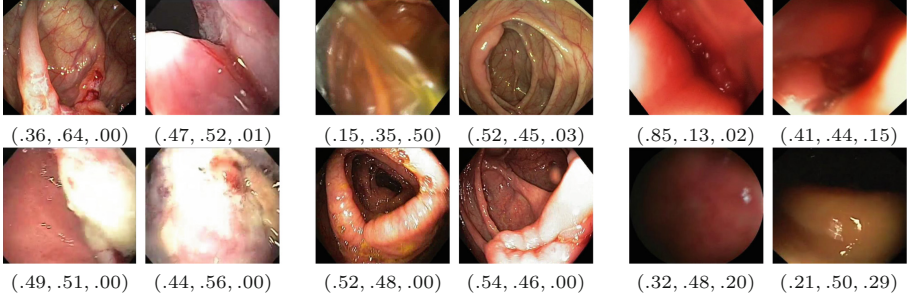 (.36, .64, .00) (.47, .52, .01) (.15, .35, .50) (.52, .45, .03) (.85, .13, .02) (.41, .44, .15)
(.49, .51, .00) (.44, .56, .00) (.52, .48, .00) (.54, .46, .00) (.32, .48, .20) (.21, .50, .29)